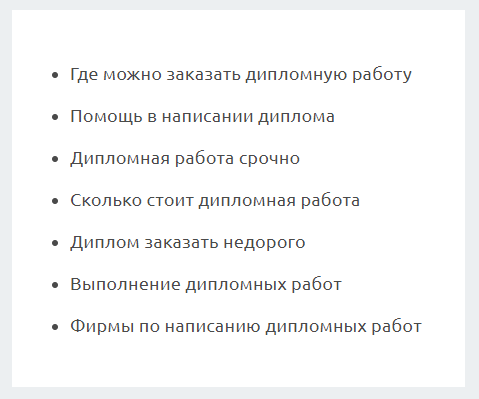 Где можно заказать дипломную работу
Помощь в написании диплома
Дипломная работа срочно
Сколько стоит дипломная работа
Диплом заказать недорого
Выполнение дипломных работ
Фирмы по написанию дипломных работ